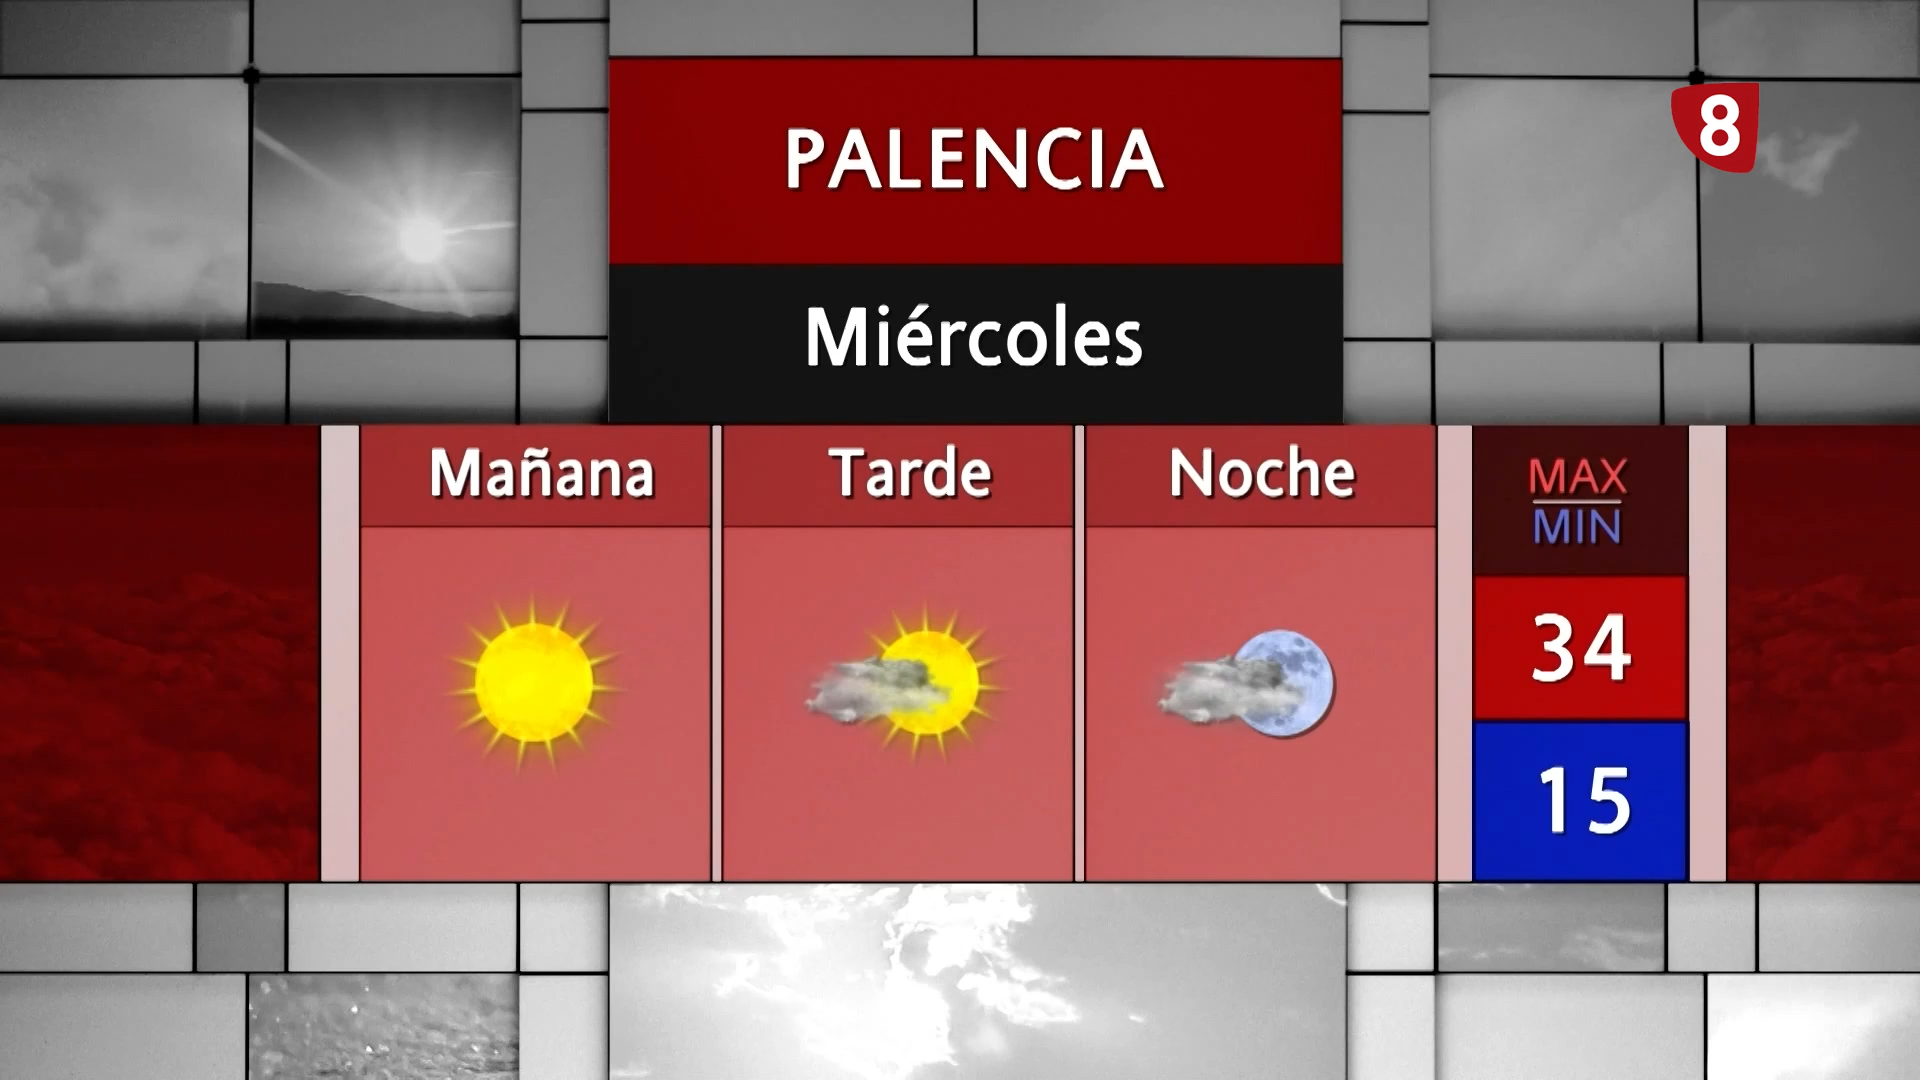 8
PALENCIA
Miércoles
Mañana
Tarde
Noche
MAX
MIN
34
15